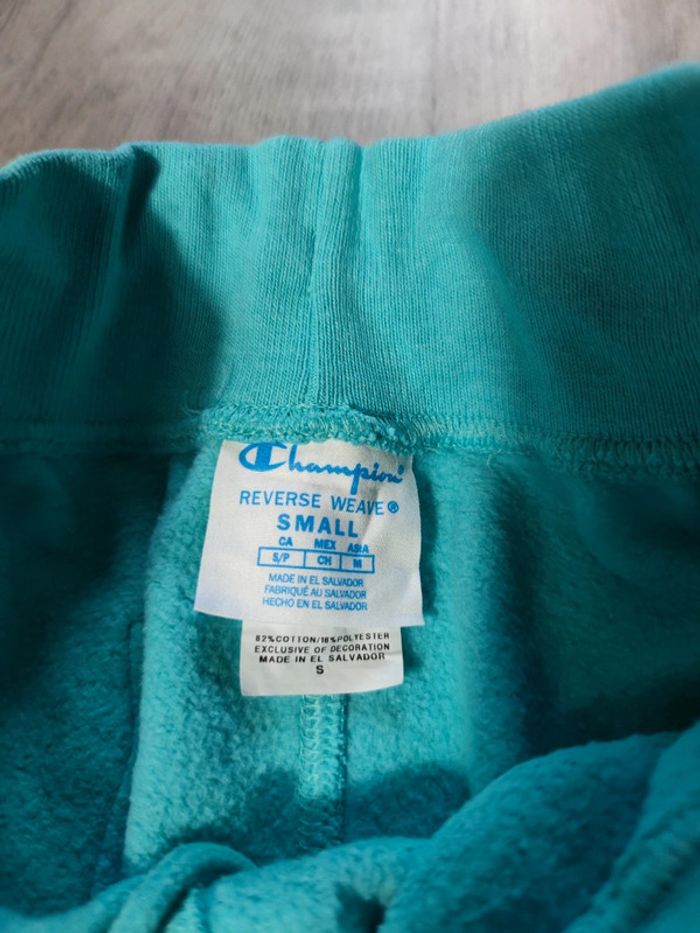 Champion®
REVERSE WEAVE®
SMALL
CA MEX ASIA
S/P CH M
MADE IN EL SALVADOR
FABRIQUÉ AU SALVADOR
HECHO EN EL SALVADOR
82%COTTON/18%POLYESTER
EXCLUSIVE OF DECORATION
MADE IN EL SALVADOR
S